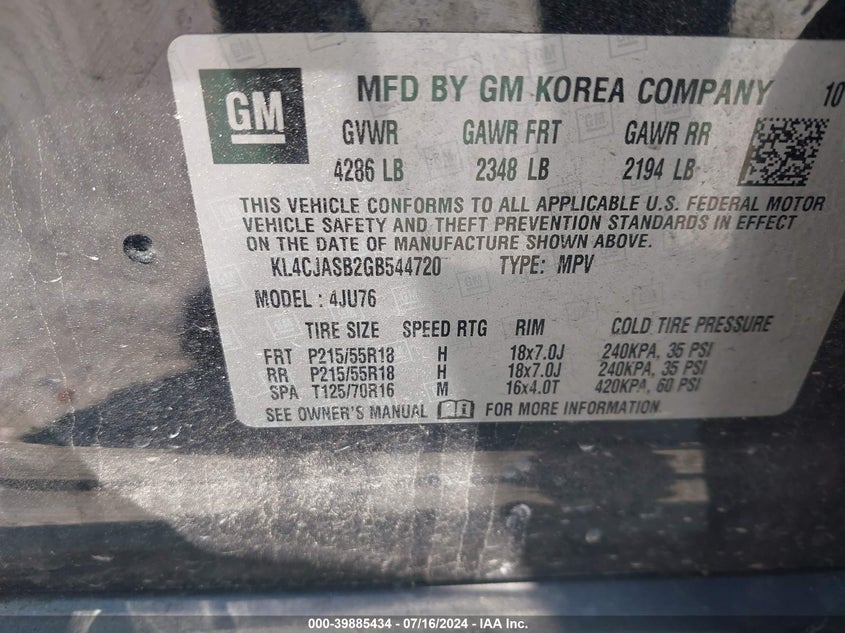 GM
MFD BY GM KOREA COMPANY 10
GVWR GAWR FRT GAWR RR
4286 LB 2348 LB 2194 LB
THIS VEHICLE CONFORMS TO ALL APPLICABLE U.S. FEDERAL MOTOR
VEHICLE SAFETY AND THEFT PREVENTION STANDARDS IN EFFECT
ON THE DATE OF MANUFACTURE SHOWN ABOVE.
KL4CJASB2GB544720 TYPE: MPV
MODEL : 4JU76
TIRE SIZE SPEED RTG RIM COLD TIRE PRESSURE
FRT P215/55R18 H 18x7.0J 240KPA, 35 PSI
RR P215/55R18 H 18x7.0J 240KPA, 35 PSI
SPA T125/70R16 M 16x4.0T 420KPA, 60 PSI
SEE OWNER'S MANUAL FOR MORE INFORMATION
000-39885434 - 07/16/2024 - IAA Inc.